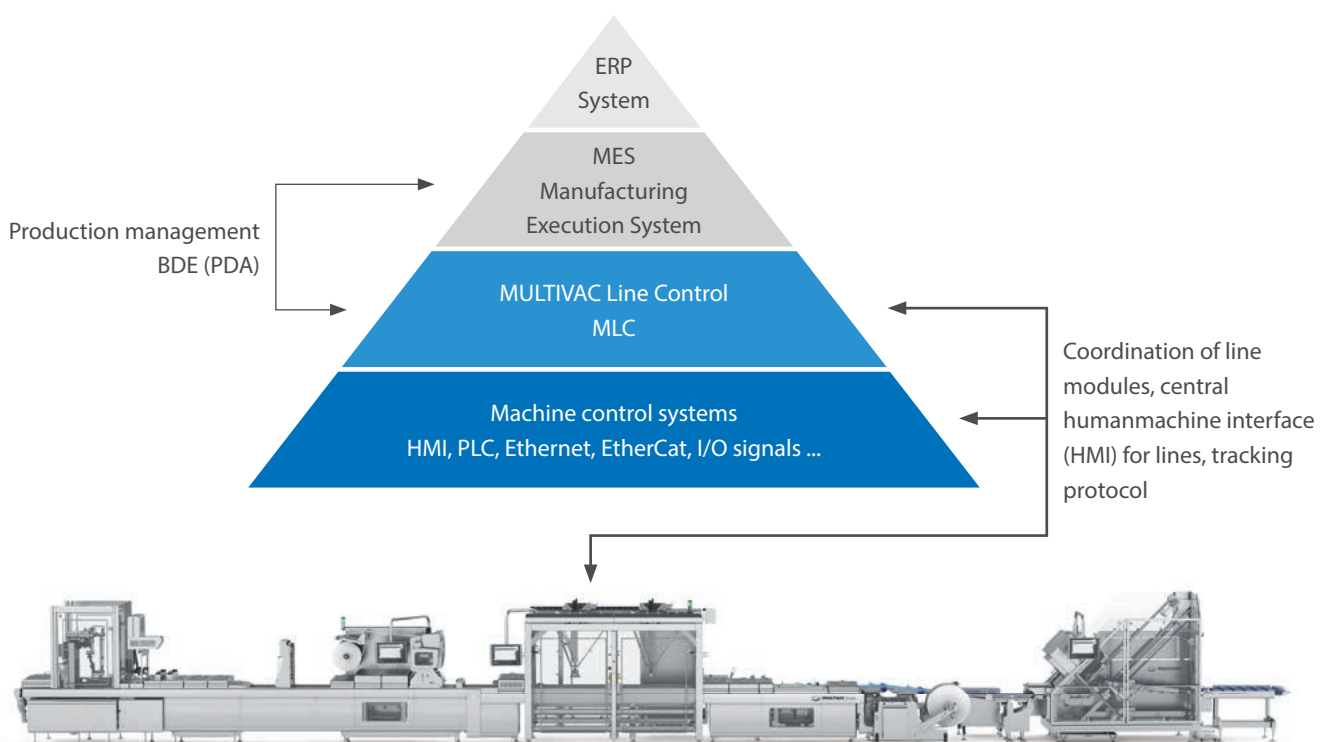 ERP
System
MES
Manufacturing
Execution System
Production management
BDE (PDA)
MULTIVAC Line Control
MLC
Coordination of line
modules, central
humanmachine interface
(HMI) for lines, tracking
protocol
Machine control systems
HMI, PLC, Ethernet, EtherCat, I/O signals ...